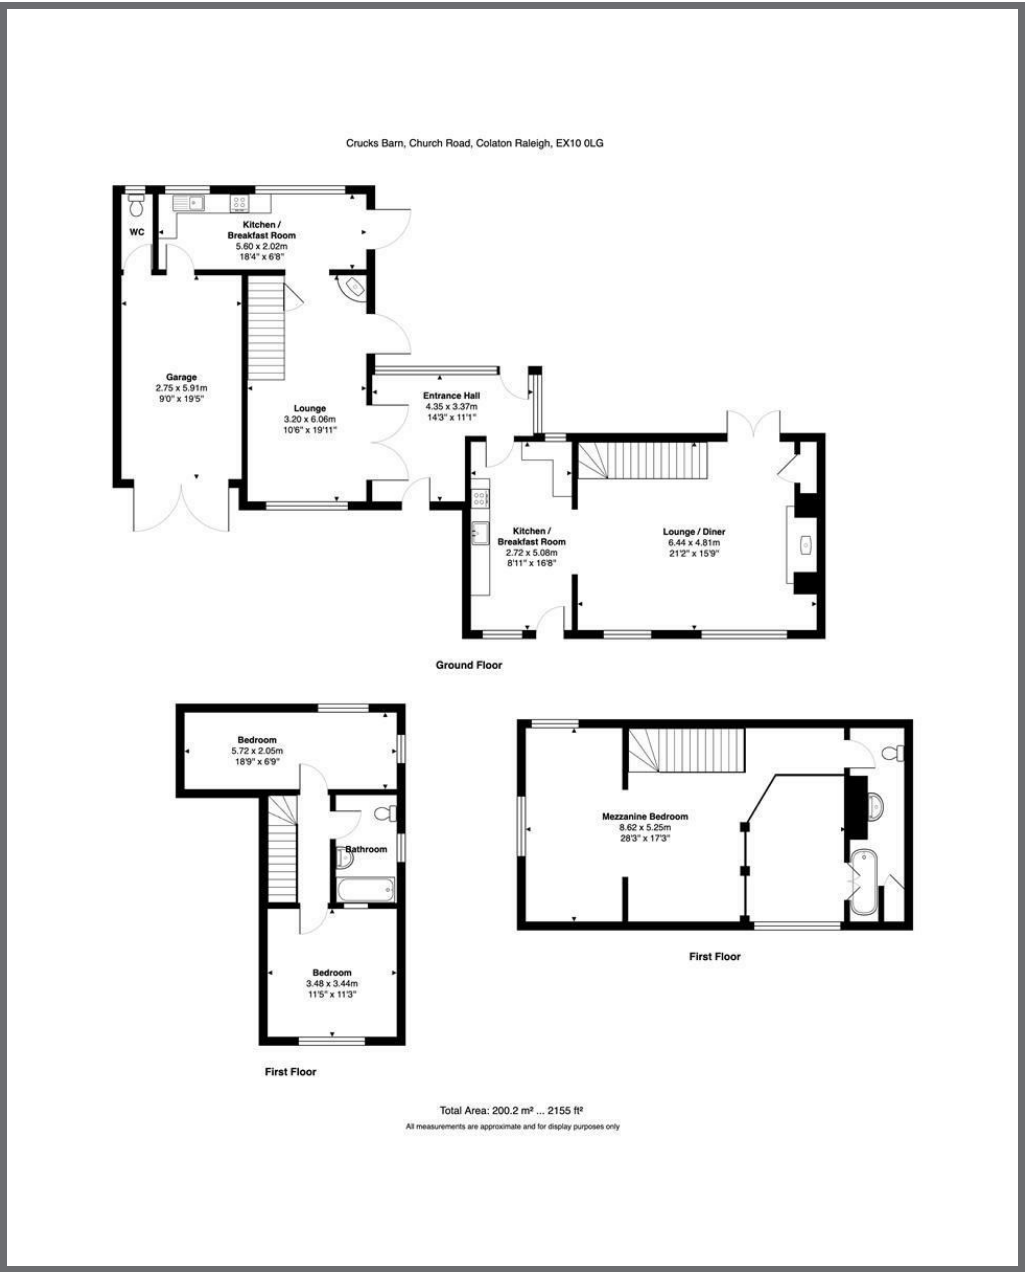 Crucks Barn, Church Road, Colaton Raleigh, EX10 0LG
WC
Kitchen /
Breakfast Room
5.60 x 2.02m
18'4" x 6'8"
Garage
2.75 x 5.91m
9'0" x 19'5"
Lounge
3.20 x 6.06m
10'6" x 19'11"
Entrance Hall
4.35 x 3.37m
14'3" x 11'1"
Kitchen /
Breakfast Room
2.72 x 5.08m
8'11" x 16'8"
Lounge / Diner
6.44 x 4.81m
21'2" x 15'9"
Ground Floor
Bedroom
5.72 x 2.05m
18'9" x 6'9"
Bathroom
Bedroom
3.48 x 3.44m
11'5" x 11'3"
First Floor
Mezzanine Bedroom
8.62 x 5.25m
28'3" x 17'3"
First Floor
Total Area: 200.2 m² ... 2155 ft²
All measurements are approximate and for display purposes only